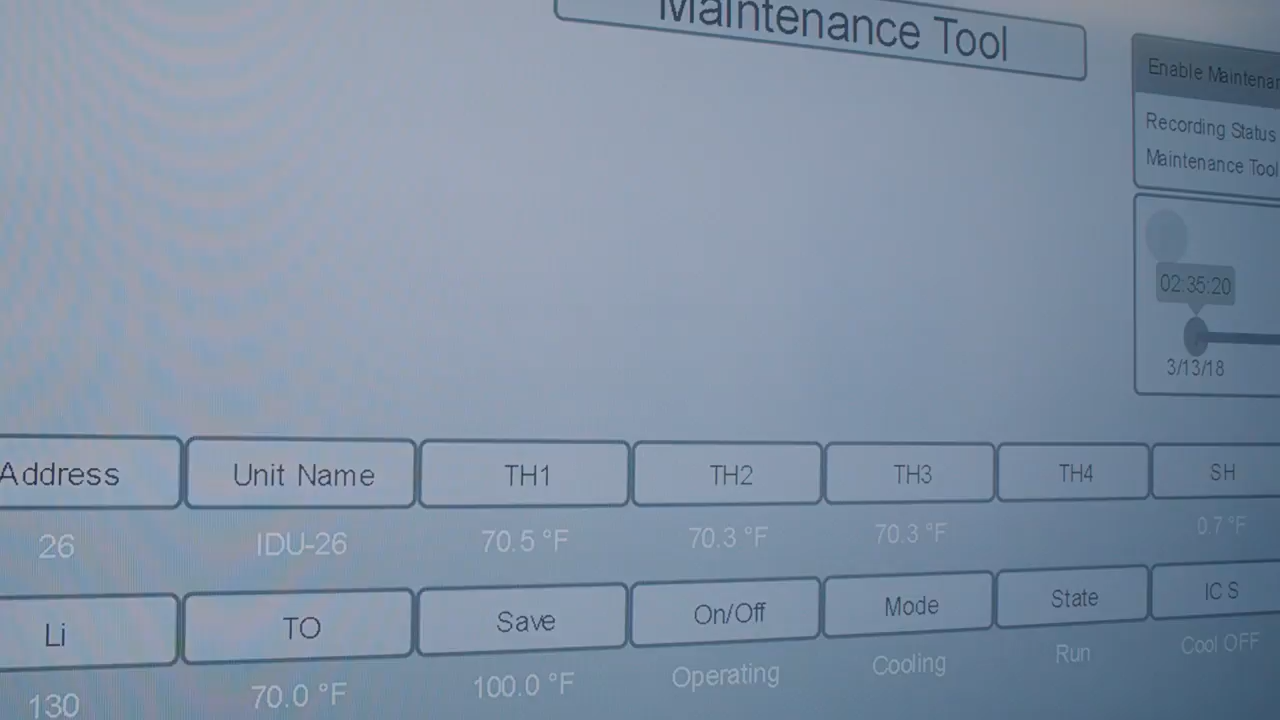 Maintenance Tool
Enable
Recording Status
Maintenance Tool
02:35:20
3/13/18
Address Unit Name TH1 TH2 TH3 TH4 SH
26 IDU-26 70.5 °F 70.3 °F 70.3 °F 0.7 °F
Li TO Save On/Off Mode State IC S
130 70.0 °F 100.0 °F Operating Cooling Run Cool OFF